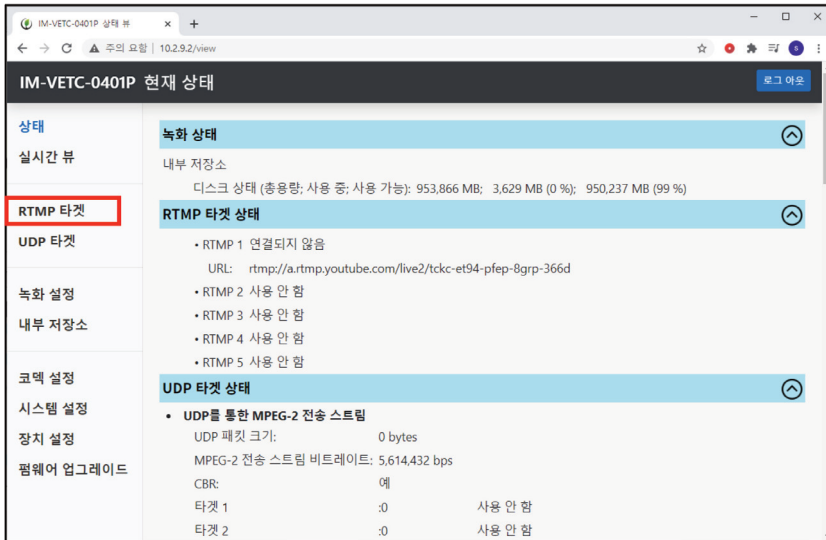 IM-VETC-0401P 상태 뷰
주의 요함 | 10.2.9.2/view
IM-VETC-0401P 현재 상태
로그 아웃
상태
실시간 뷰
RTMP 타겟
UDP 타겟
녹화 설정
내부 저장소
코덱 설정
시스템 설정
장치 설정
펌웨어 업그레이드
녹화 상태
내부 저장소
디스크 상태 (총용량; 사용 중; 사용 가능): 953,866 MB; 3,629 MB (0 %); 950,237 MB (99 %)
RTMP 타겟 상태
• RTMP 1 연결되지 않음
URL: rtmp://a.rtmp.youtube.com/live2/tckc-et94-pfep-8grp-366d
• RTMP 2 사용 안 함
• RTMP 3 사용 안 함
• RTMP 4 사용 안 함
• RTMP 5 사용 안 함
UDP 타겟 상태
• UDP를 통한 MPEG-2 전송 스트림
UDP 패킷 크기: 0 bytes
MPEG-2 전송 스트림 비트레이트: 5,614,432 bps
CBR: 예
타겟 1 :0 사용 안 함
타겟 2 :0 사용 안 함